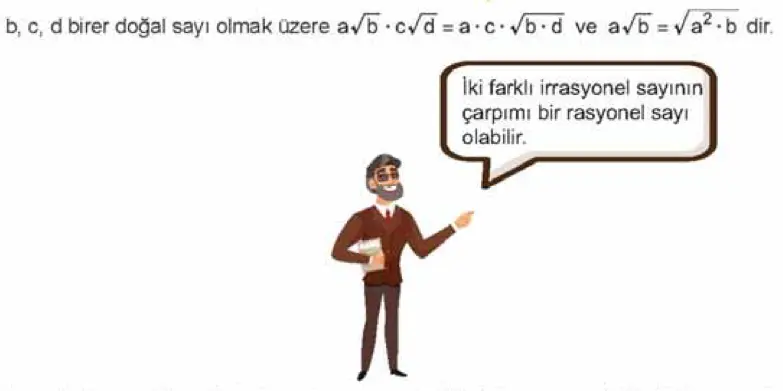 b, c, d birer doğal sayı olmak üzere a√b · c√d = a · c · √b · d ve a√b = √a² · b dir.
İki farklı irrasyonel sayının
çarpımı bir rasyonel sayı
olabilir.